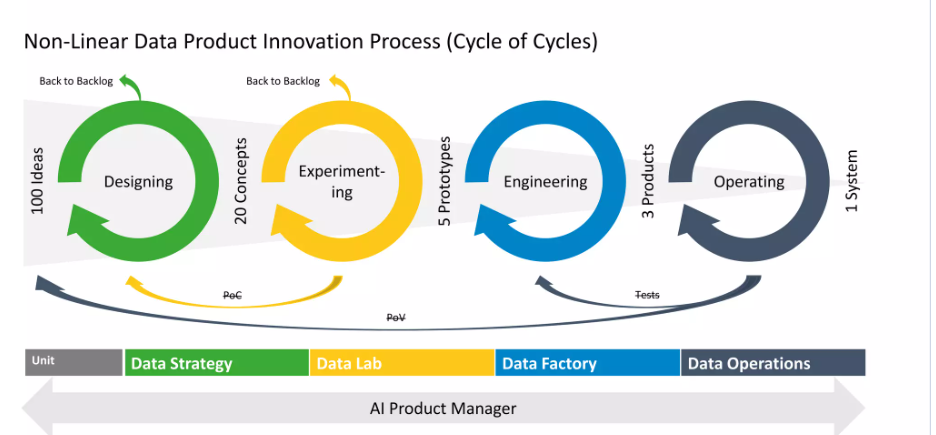 Non-Linear Data Product Innovation Process (Cycle of Cycles)
Back to Backlog
Back to Backlog
100 Ideas
Designing
20 Concepts
Experiment-
ing
5 Prototypes
Engineering
3 Products
Operating
1 System
PoC
Tests
PoV
Unit
Data Strategy
Data Lab
Data Factory
Data Operations
AI Product Manager